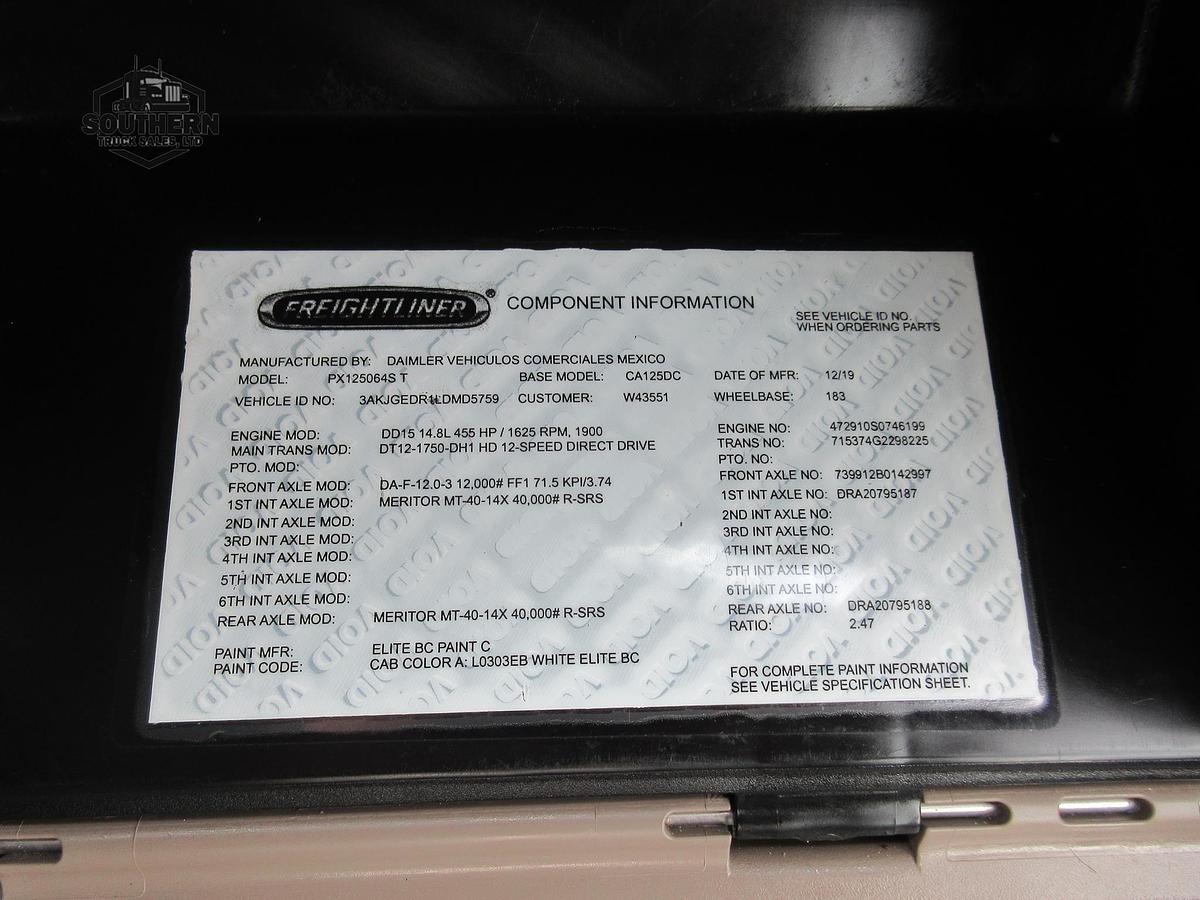 SOUTHERN
TRUCK SALES, LTD
FREIGHTLINER® COMPONENT INFORMATION
SEE VEHICLE ID NO.
WHEN ORDERING PARTS
MANUFACTURED BY: DAIMLER VEHICULOS COMERCIALES MEXICO
MODEL: PX125064S T BASE MODEL: CA125DC DATE OF MFR: 12/19
VEHICLE ID NO: 3AKJGEDR1LDMD5759 CUSTOMER: W43551 WHEELBASE: 183
ENGINE MOD: DD15 14.8L 455 HP / 1625 RPM, 1900 ENGINE NO: 472910S0746199
MAIN TRANS MOD: DT12-1750-DH1 HD 12-SPEED DIRECT DRIVE TRANS NO: 715374G2298225
PTO. MOD: PTO. NO:
FRONT AXLE MOD: DA-F-12.0-3 12,000# FF1 71.5 KPI/3.74 FRONT AXLE NO: 739912B0142997
1ST INT AXLE MOD: MERITOR MT-40-14X 40,000# R-SRS 1ST INT AXLE NO: DRA20795187
2ND INT AXLE MOD: 2ND INT AXLE NO:
3RD INT AXLE MOD: 3RD INT AXLE NO:
4TH INT AXLE MOD: 4TH INT AXLE NO:
5TH INT AXLE MOD: 5TH INT AXLE NO:
6TH INT AXLE MOD: 6TH INT AXLE NO:
REAR AXLE MOD: MERITOR MT-40-14X 40,000# R-SRS REAR AXLE NO: DRA20795188
RATIO: 2.47
PAINT MFR: ELITE BC PAINT C
PAINT CODE: CAB COLOR A: L0303EB WHITE ELITE BC
FOR COMPLETE PAINT INFORMATION
SEE VEHICLE SPECIFICATION SHEET.